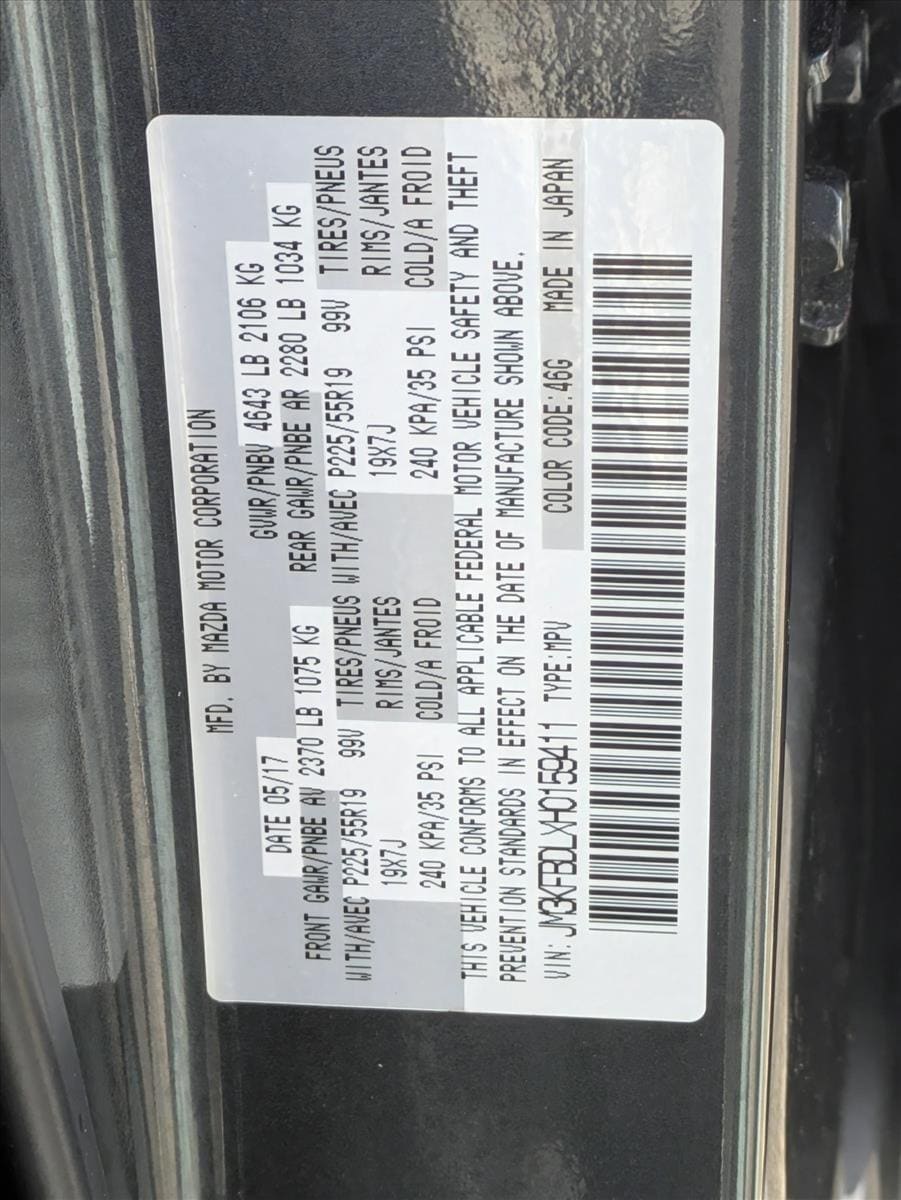 MFD. BY MAZDA MOTOR CORPORATION
DATE 05/17 GVWR/PNBV 4643 LB 2106 KG
FRONT GAWR/PNBE AV 2370 LB 1075 KG REAR GAWR/PNBE AR 2280 LB 1034 KG
WITH/AVEC P225/55R19 99V TIRES/PNEUS WITH/AVEC P225/55R19 99V TIRES/PNEUS
19X7J RIMS/JANTES 19X7J RIMS/JANTES
240 KPA/35 PSI COLD/A FROID 240 KPA/35 PSI COLD/A FROID
THIS VEHICLE CONFORMS TO ALL APPLICABLE FEDERAL MOTOR VEHICLE SAFETY AND THEFT
PREVENTION STANDARDS IN EFFECT ON THE DATE OF MANUFACTURE SHOWN ABOVE.
VIN: JM3KFBDLXH0159411 TYPE:MPV COLOR CODE:46G MADE IN JAPAN